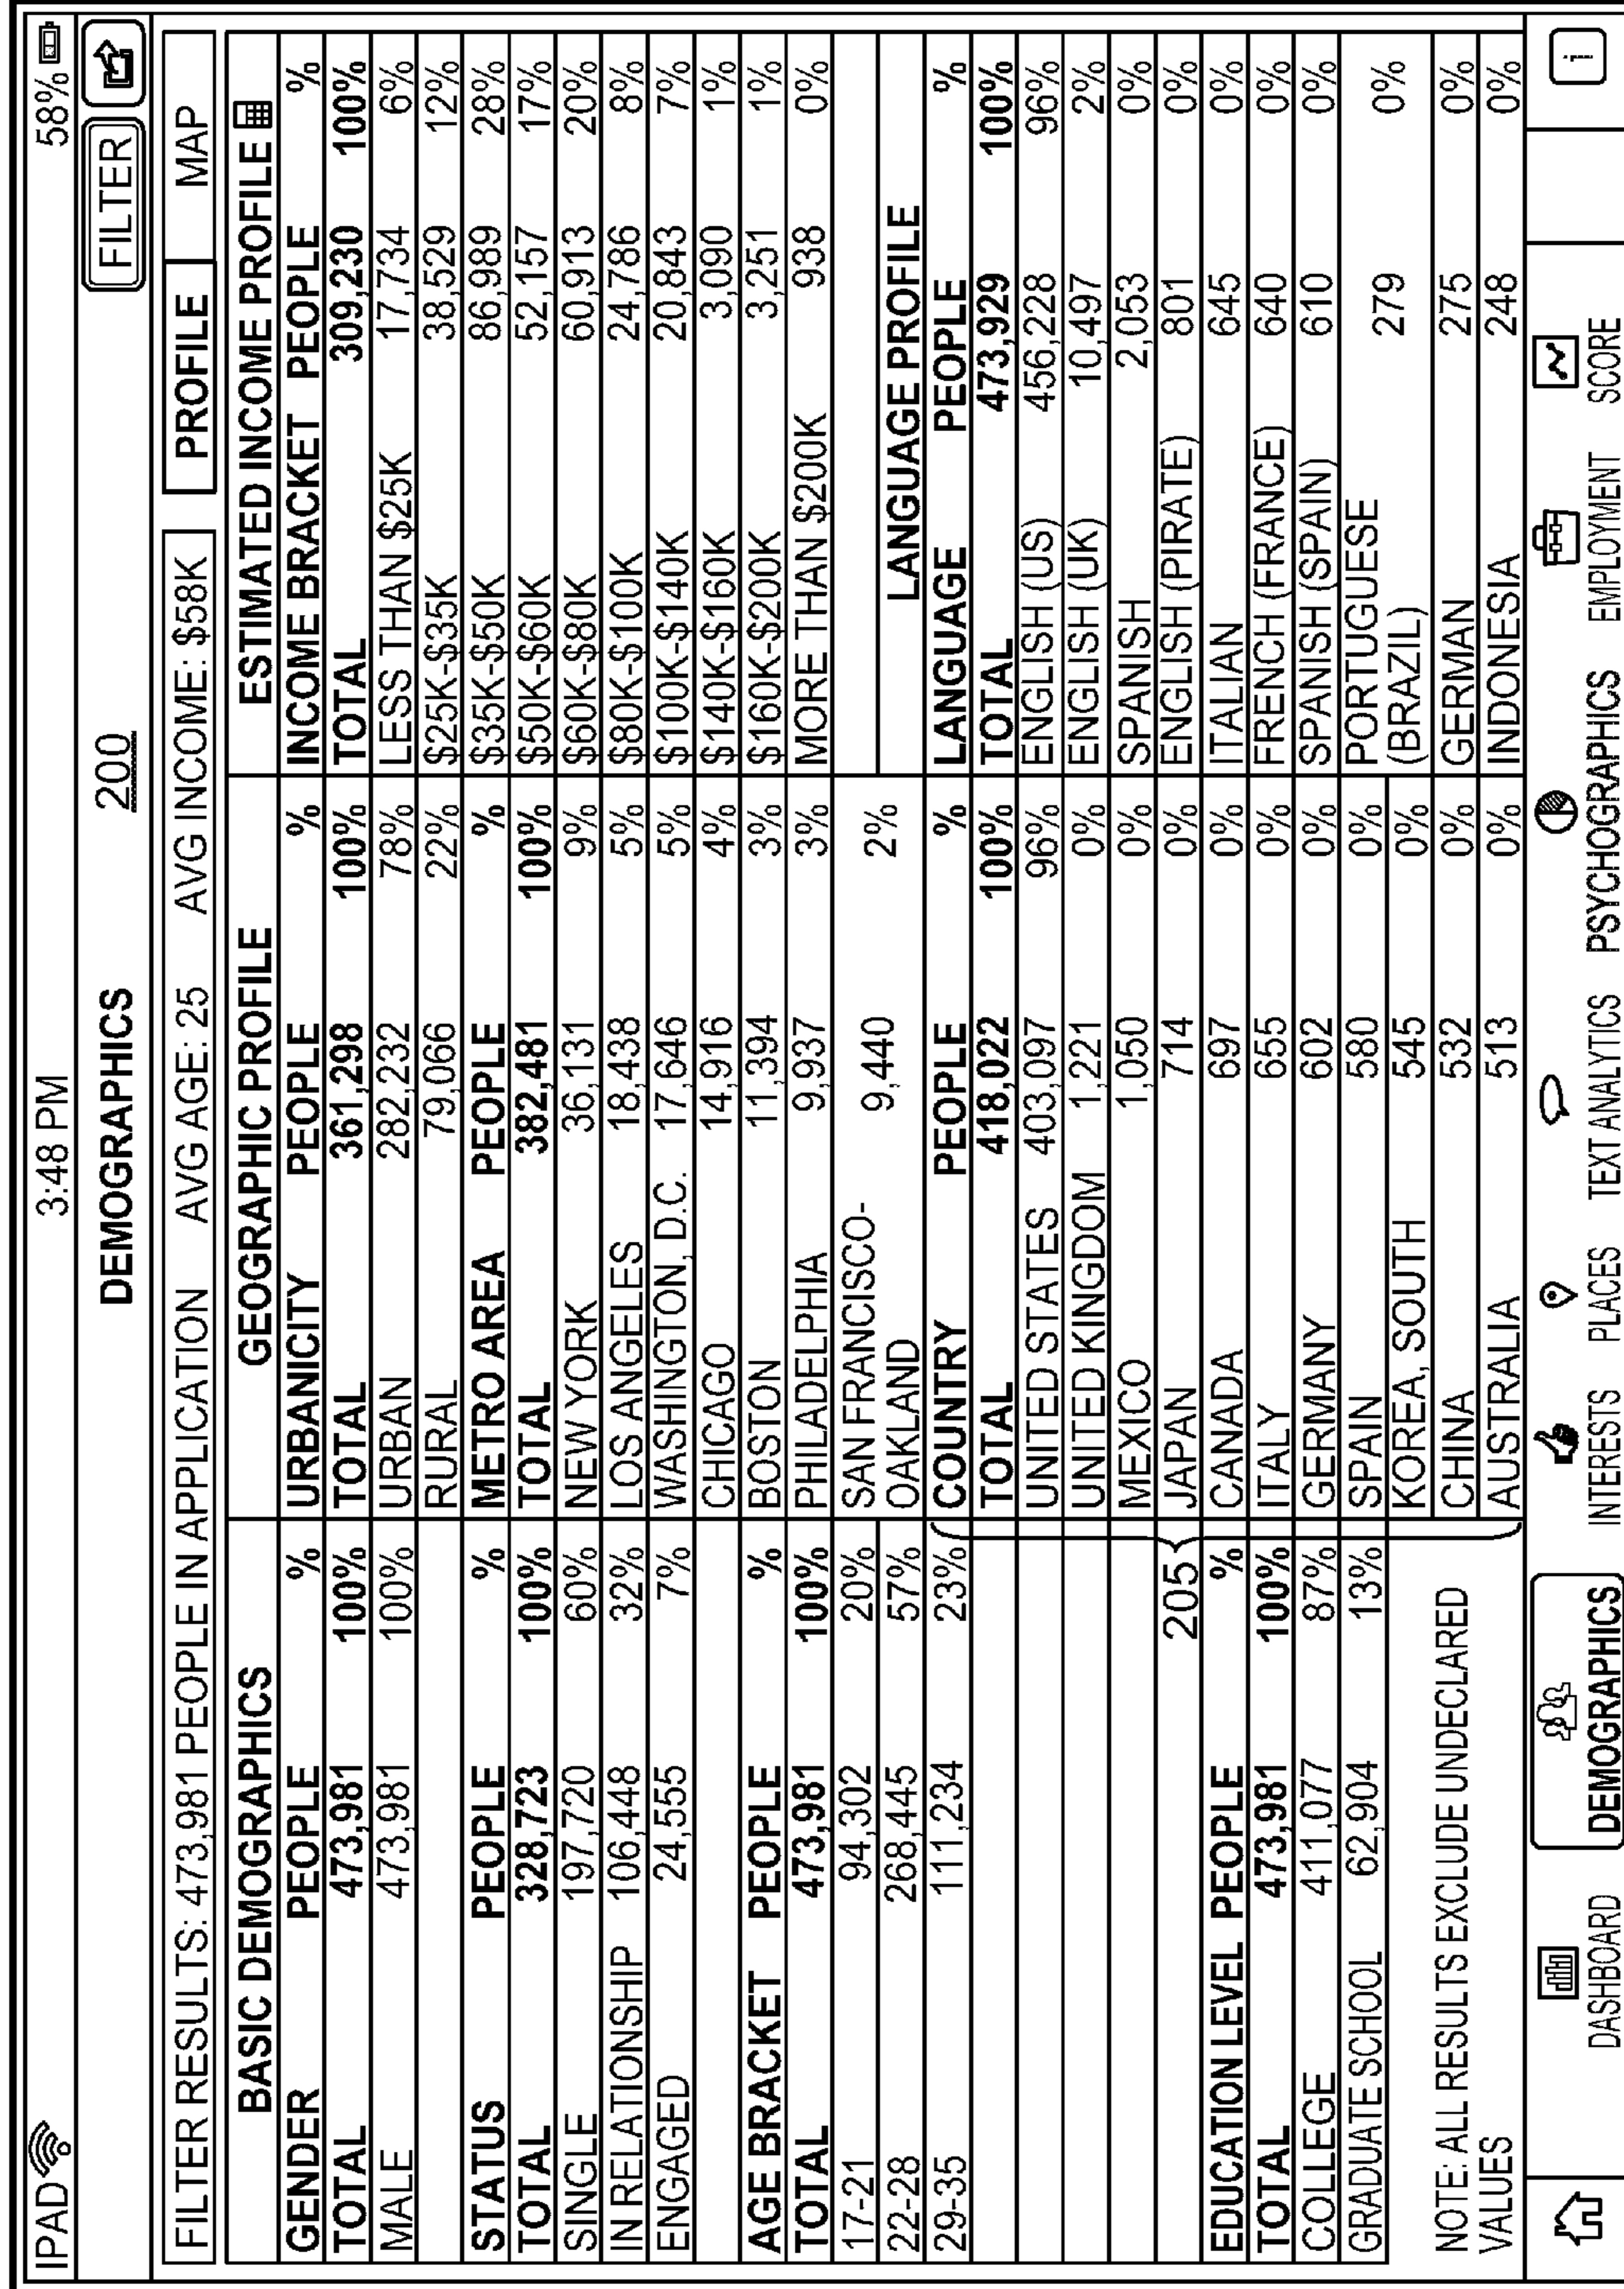 IPAD 3:48 PM 58%
DEMOGRAPHICS 200 FILTER
FILTER RESULTS: 473,981 PEOPLE IN APPLICATION AVG AGE: 25 AVG INCOME: $58K PROFILE MAP
BASIC DEMOGRAPHICS
GENDER PEOPLE %
TOTAL 473,981 100%
MALE 473,981 100%
STATUS PEOPLE %
TOTAL 328,723 100%
SINGLE 197,720 60%
IN RELATIONSHIP 106,448 32%
ENGAGED 24,555 7%
AGE BRACKET PEOPLE %
TOTAL 473,981 100%
17-21 94,302 20%
22-28 268,445 57%
29-35 111,234 23%
205
EDUCATION LEVEL PEOPLE %
TOTAL 473,981 100%
COLLEGE 411,077 87%
GRADUATE SCHOOL 62,904 13%
NOTE: ALL RESULTS EXCLUDE UNDECLARED
VALUES
GEOGRAPHIC PROFILE
URBANICITY PEOPLE %
TOTAL 361,298 100%
URBAN 282,232 78%
RURAL 79,066 22%
METRO AREA PEOPLE %
TOTAL 382,481 100%
NEW YORK 36,131 9%
LOS ANGELES 18,438 5%
WASHINGTON, D.C. 17,646 5%
CHICAGO 14,916 4%
BOSTON 11,394 3%
PHILADELPHIA 9,937 3%
SAN FRANCISCO-
OAKLAND 9,440 2%
COUNTRY PEOPLE %
TOTAL 418,022 100%
UNITED STATES 403,097 96%
UNITED KINGDOM 1,221 0%
MEXICO 1,050 0%
JAPAN 714 0%
CANADA 697 0%
ITALY 655 0%
GERMANY 602 0%
SPAIN 580 0%
KOREA, SOUTH 545 0%
CHINA 532 0%
AUSTRALIA 513 0%
ESTIMATED INCOME PROFILE
INCOME BRACKET PEOPLE %
TOTAL 309,230 100%
LESS THAN $25K 17,734 6%
$25K-$35K 38,529 12%
$35K-$50K 86,989 28%
$50K-$60K 52,157 17%
$60K-$80K 60,913 20%
$80K-$100K 24,786 8%
$100K-$140K 20,843 7%
$140K-$160K 3,090 1%
$160K-$200K 3,251 1%
MORE THAN $200K 938 0%
LANGUAGE PROFILE
LANGUAGE PEOPLE %
TOTAL 473,929 100%
ENGLISH (US) 456,228 96%
ENGLISH (UK) 10,497 2%
SPANISH 2,053 0%
ENGLISH (PIRATE) 801 0%
ITALIAN 645 0%
FRENCH (FRANCE) 640 0%
SPANISH (SPAIN) 610 0%
PORTUGUESE
(BRAZIL) 279 0%
GERMAN 275 0%
INDONESIA 248 0%
DASHBOARD DEMOGRAPHICS INTERESTS PLACES TEXT ANALYTICS PSYCHOGRAPHICS EMPLOYMENT SCORE i